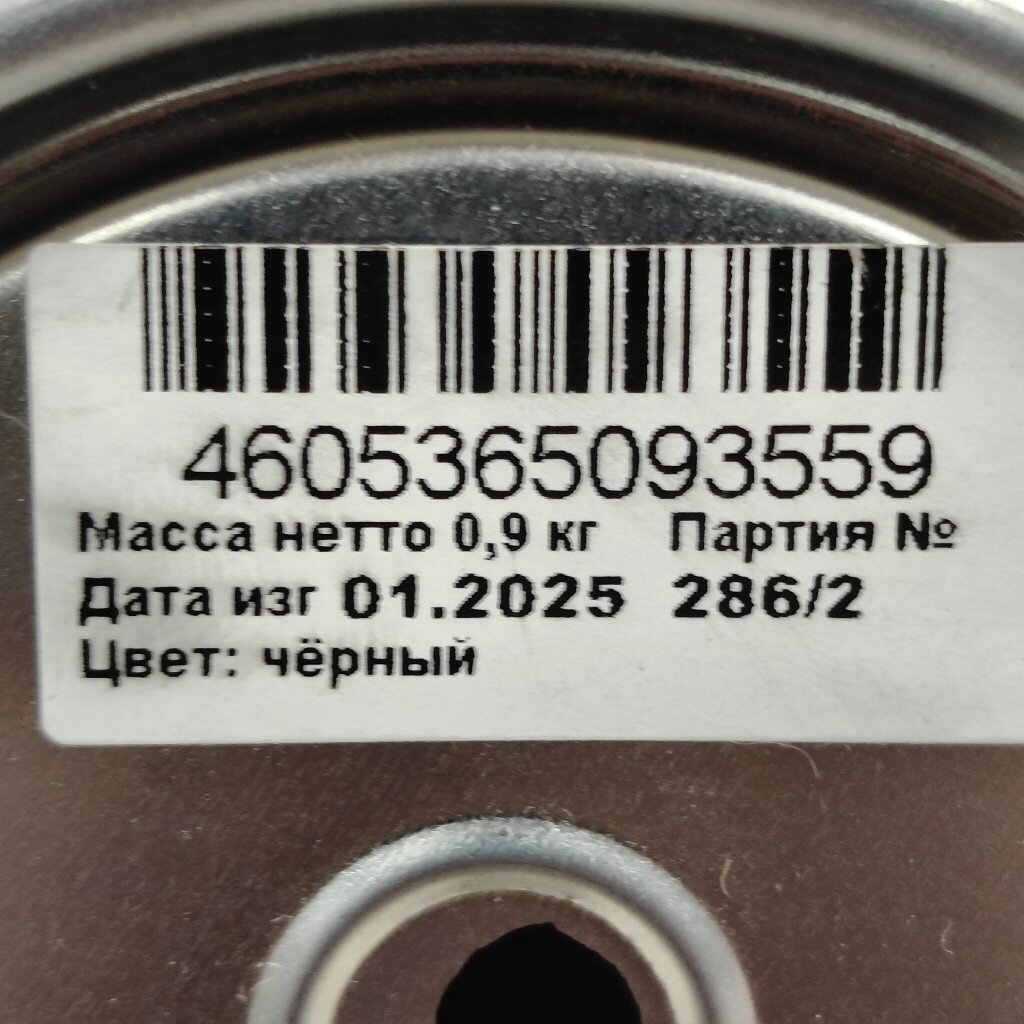 4605365093559
Масса нетто 0,9 кг Партия №
Дата изг 01.2025 286/2
Цвет: чёрный